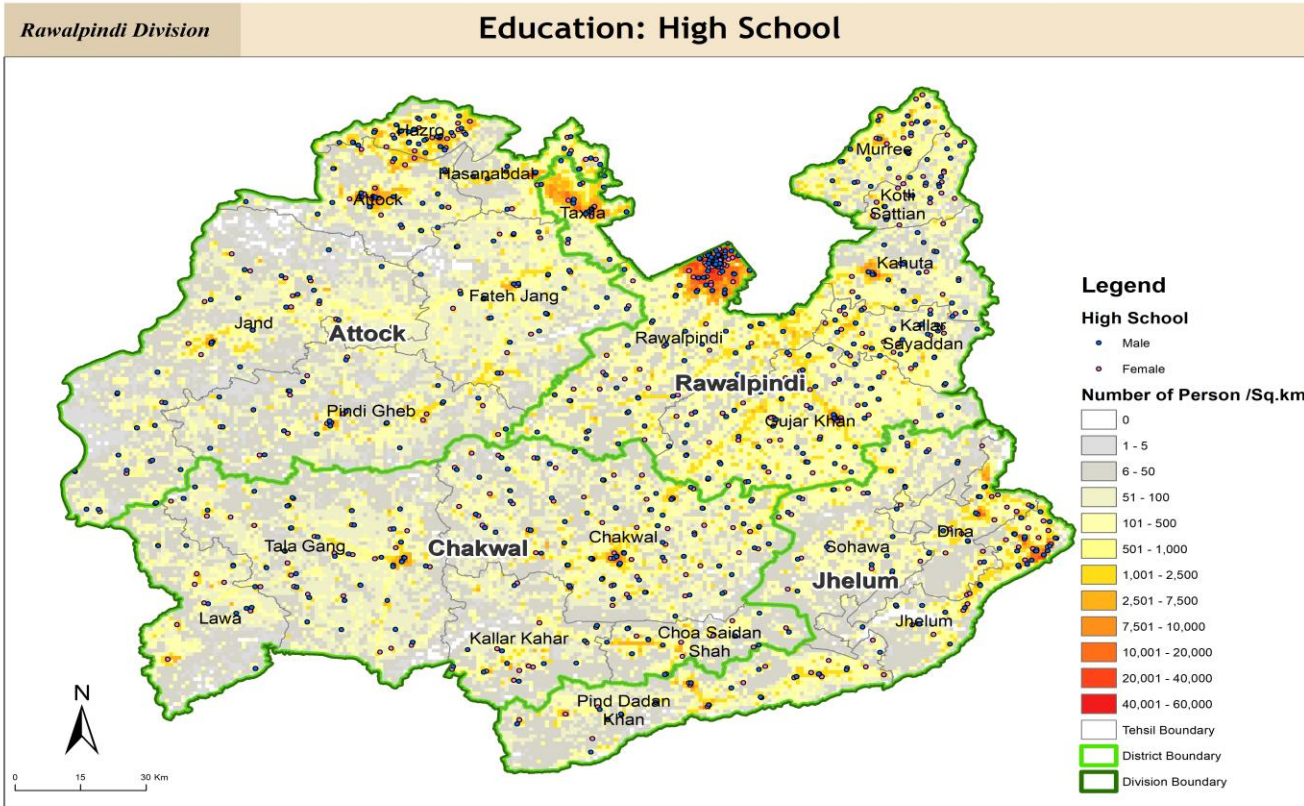 Rawalpindi Division
Education: High School
Hazro
Hasanabdal
Attock
Taxila
Murree
Kotli
Sattian
Kahuta
Fateh Jang
Jand
Attock
Rawalpindi
Kallar
Sayaddan
Rawalpindi
Pindi Gheb
Gujar Khan
Tala Gang
Chakwal
Chakwal
Sohawa
Dina
Jhelum
Lawa
Kallar Kahar
Choa Saidan
Shah
Jhelum
Pind Dadan
Khan
N
0 15 30 Km
Legend
High School
Male
Female
Number of Person /Sq.km
0
1 - 5
6 - 50
51 - 100
101 - 500
501 - 1,000
1,001 - 2,500
2,501 - 7,500
7,501 - 10,000
10,001 - 20,000
20,001 - 40,000
40,001 - 60,000
Tehsil Boundary
District Boundary
Division Boundary